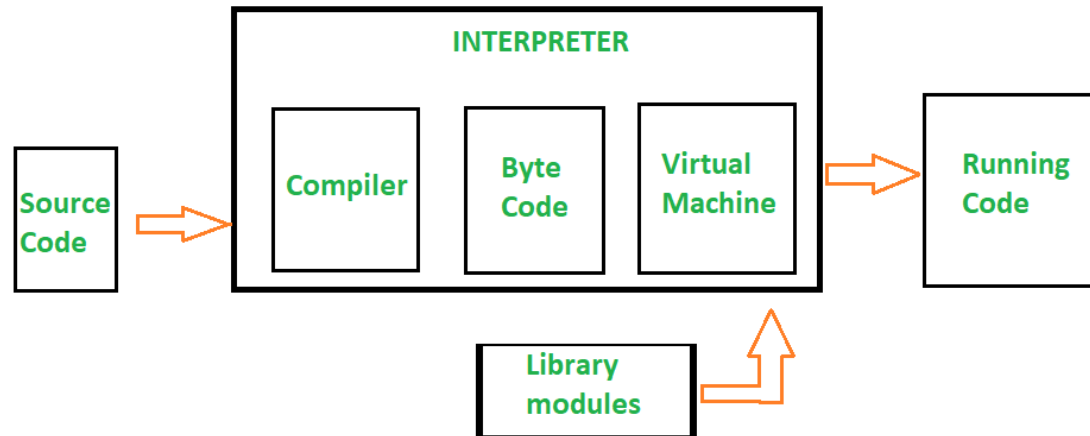 INTERPRETER
Source
Code
Compiler
Byte
Code
Virtual
Machine
Running
Code
Library
modules